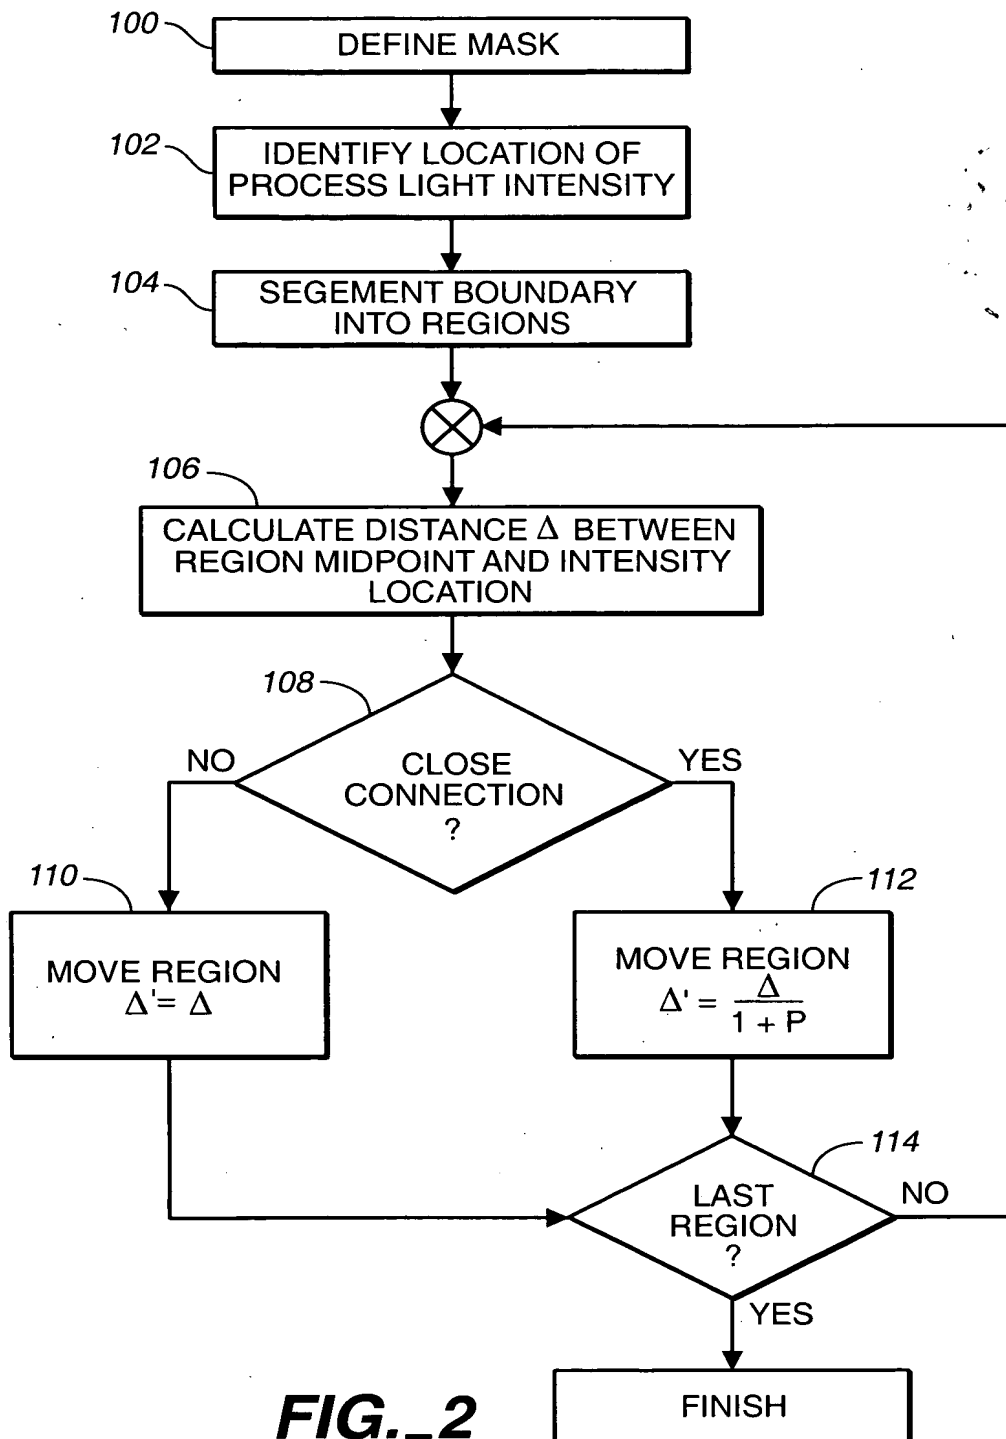 100
DEFINE MASK
102
IDENTIFY LOCATION OF
PROCESS LIGHT INTENSITY
104
SEGEMENT BOUNDARY
INTO REGIONS
106
CALCULATE DISTANCE Δ BETWEEN
REGION MIDPOINT AND INTENSITY
LOCATION
108
NO
YES
CLOSE
CONNECTION
?
110
112
MOVE REGION
Δ'= Δ
MOVE REGION
Δ' = Δ / 1 + P
114
LAST
REGION
?
NO
YES
FINISH
FIG._2